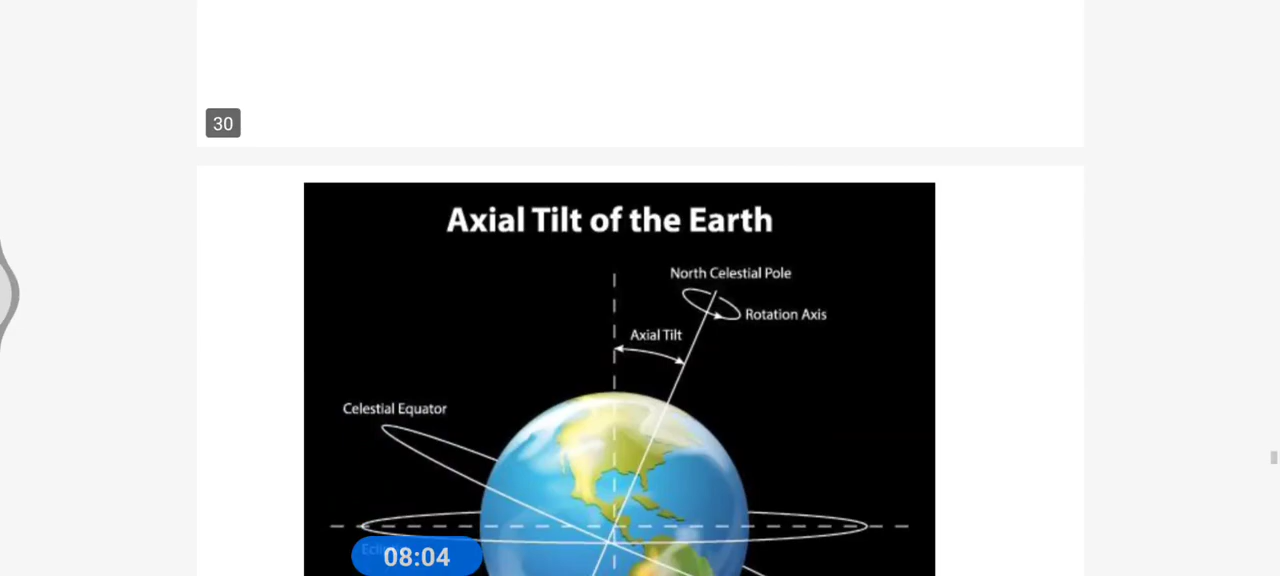 30
Axial Tilt of the Earth
North Celestial Pole
Rotation Axis
Axial Tilt
Celestial Equator
08:04